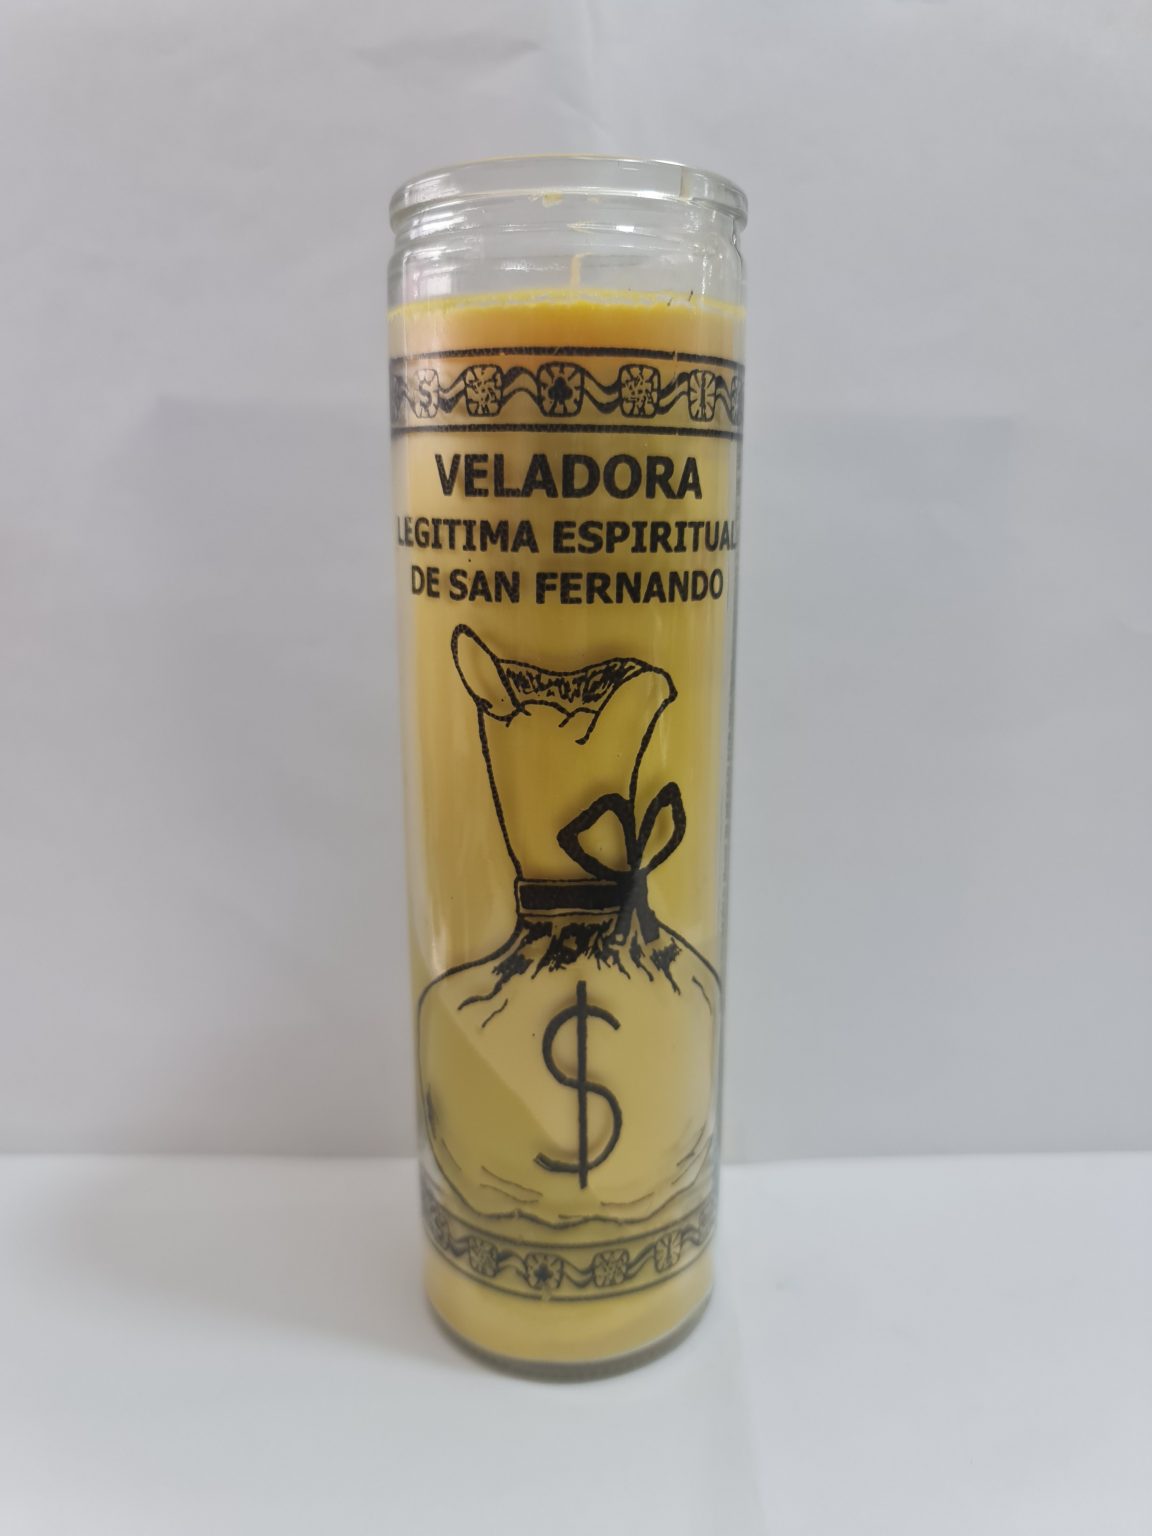 VELADORA
LEGITIMA ESPIRITUAL
DE SAN FERNANDO
$